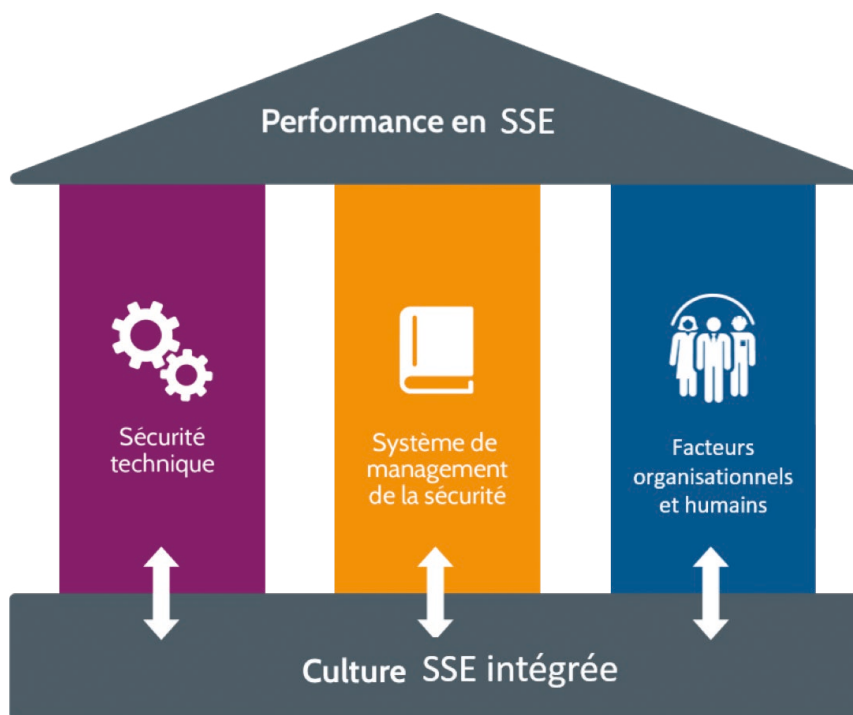 Performance en SSE
Sécurité
technique
Système de
management
de la sécurité
Facteurs
organisationnels
et humains
Culture SSE intégrée